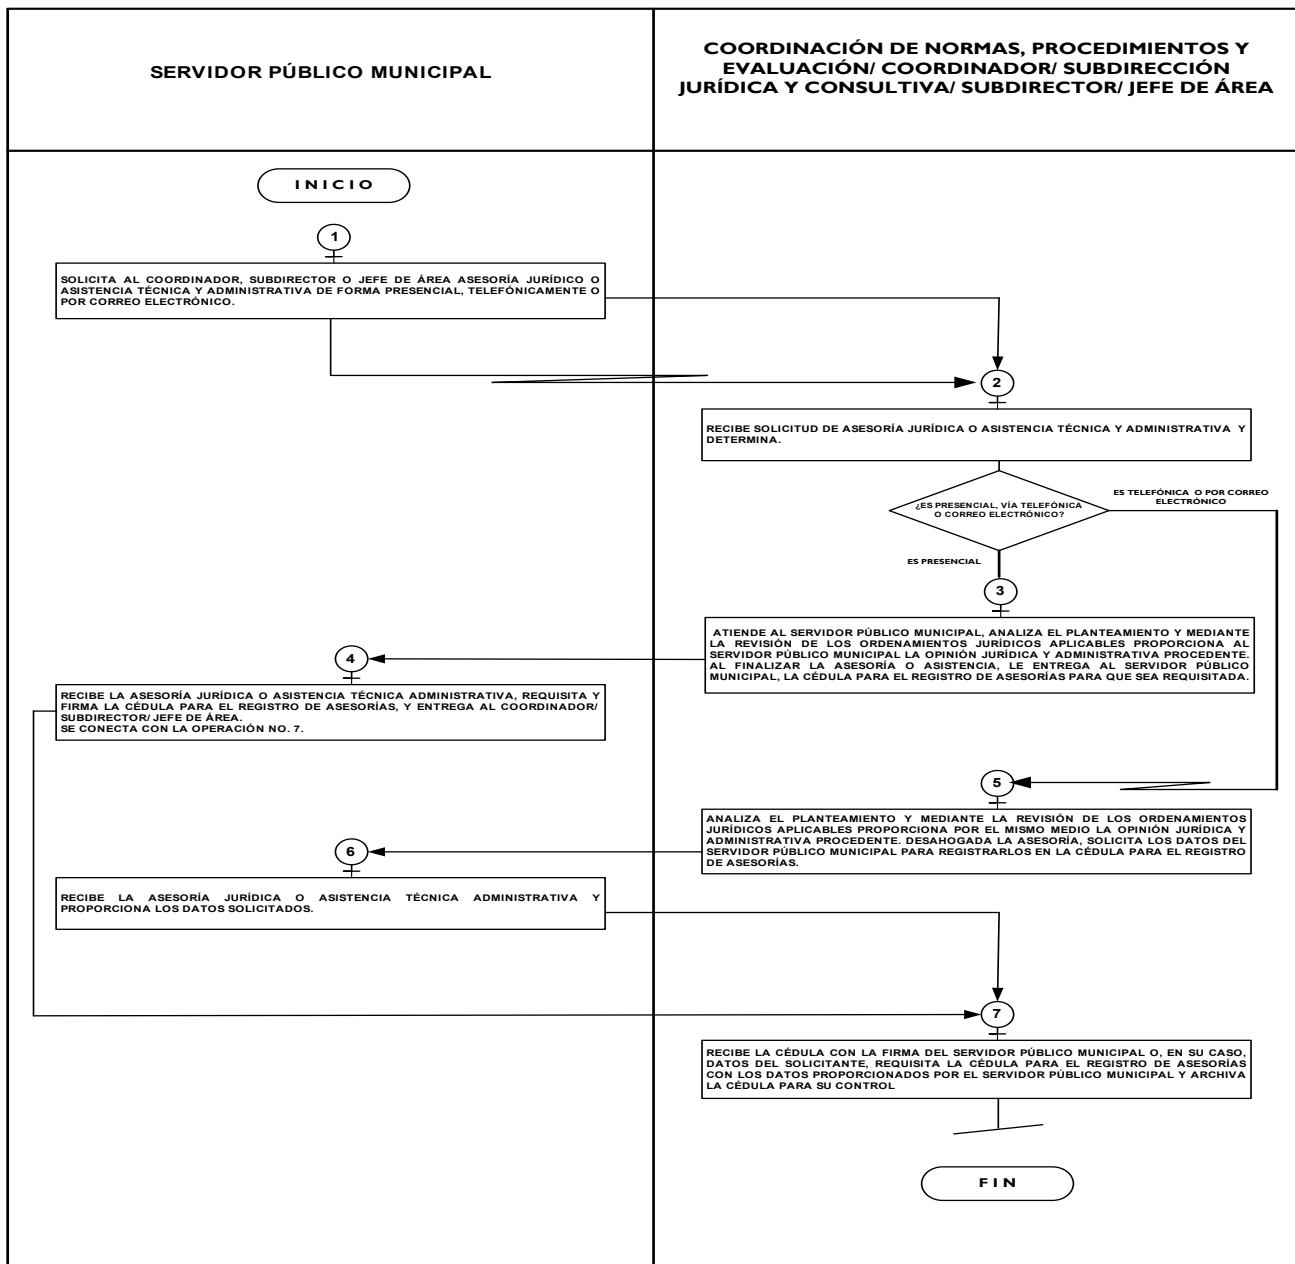 SERVIDOR PÚBLICO MUNICIPAL
COORDINACIÓN DE NORMAS, PROCEDIMIENTOS Y
EVALUACIÓN/ COORDINADOR/ SUBDIRECCIÓN
JURÍDICA Y CONSULTIVA/ SUBDIRECTOR/ JEFE DE ÁREA
INICIO
1
SOLICITA AL COORDINADOR, SUBDIRECTOR O JEFE DE ÁREA ASESORÍA JURÍDICO O
ASISTENCIA TÉCNICA Y ADMINISTRATIVA DE FORMA PRESENCIAL, TELEFÓNICAMENTE O
POR CORREO ELECTRÓNICO.
2
RECIBE SOLICITUD DE ASESORÍA JURÍDICA O ASISTENCIA TÉCNICA Y ADMINISTRATIVA Y
DETERMINA.
¿ES PRESENCIAL, VÍA TELEFÓNICA
O CORREO ELECTRÓNICO?
ES TELEFÓNICA O POR CORREO
ELECTRÓNICO
ES PRESENCIAL
3
ATIENDE AL SERVIDOR PÚBLICO MUNICIPAL, ANALIZA EL PLANTEAMIENTO Y MEDIANTE
LA REVISIÓN DE LOS ORDENAMIENTOS JURÍDICOS APLICABLES PROPORCIONA AL
SERVIDOR PÚBLICO MUNICIPAL LA OPINIÓN JURÍDICA Y ADMINISTRATIVA PROCEDENTE.
AL FINALIZAR LA ASESORÍA O ASISTENCIA, LE ENTREGA AL SERVIDOR PÚBLICO
MUNICIPAL, LA CÉDULA PARA EL REGISTRO DE ASESORÍAS PARA QUE SEA REQUISITADA.
4
RECIBE LA ASESORÍA JURÍDICA O ASISTENCIA TÉCNICA ADMINISTRATIVA, REQUISITA Y
FIRMA LA CÉDULA PARA EL REGISTRO DE ASESORÍAS, Y ENTREGA AL COORDINADOR/
SUBDIRECTOR/ JEFE DE ÁREA.
SE CONECTA CON LA OPERACIÓN NO. 7.
5
ANALIZA EL PLANTEAMIENTO Y MEDIANTE LA REVISIÓN DE LOS ORDENAMIENTOS
JURÍDICOS APLICABLES PROPORCIONA POR EL MISMO MEDIO LA OPINIÓN JURÍDICA Y
ADMINISTRATIVA PROCEDENTE. DESAHOGADA LA ASESORÍA, SOLICITA LOS DATOS DEL
SERVIDOR PÚBLICO MUNICIPAL PARA REGISTRARLOS EN LA CÉDULA PARA EL REGISTRO
DE ASESORÍAS.
6
RECIBE LA ASESORÍA JURÍDICA O ASISTENCIA TÉCNICA ADMINISTRATIVA Y
PROPORCIONA LOS DATOS SOLICITADOS.
7
RECIBE LA CÉDULA CON LA FIRMA DEL SERVIDOR PÚBLICO MUNICIPAL O, EN SU CASO,
DATOS DEL SOLICITANTE, REQUISITA LA CÉDULA PARA EL REGISTRO DE ASESORÍAS
CON LOS DATOS PROPORCIONADOS POR EL SERVIDOR PÚBLICO MUNICIPAL Y ARCHIVA
LA CÉDULA PARA SU CONTROL
FIN